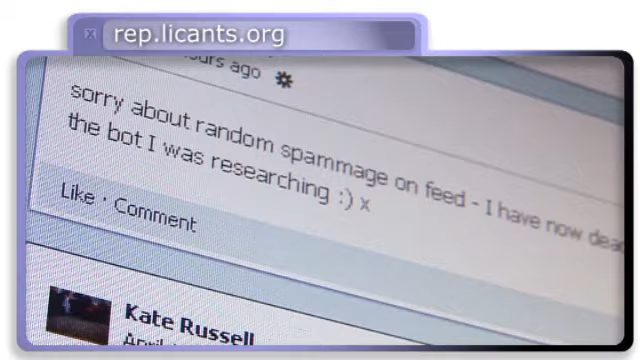 x rep.licants.org
ours ago
sorry about random spammage on feed - I have now
the bot I was researching :) x
Like · Comment
Kate Russell